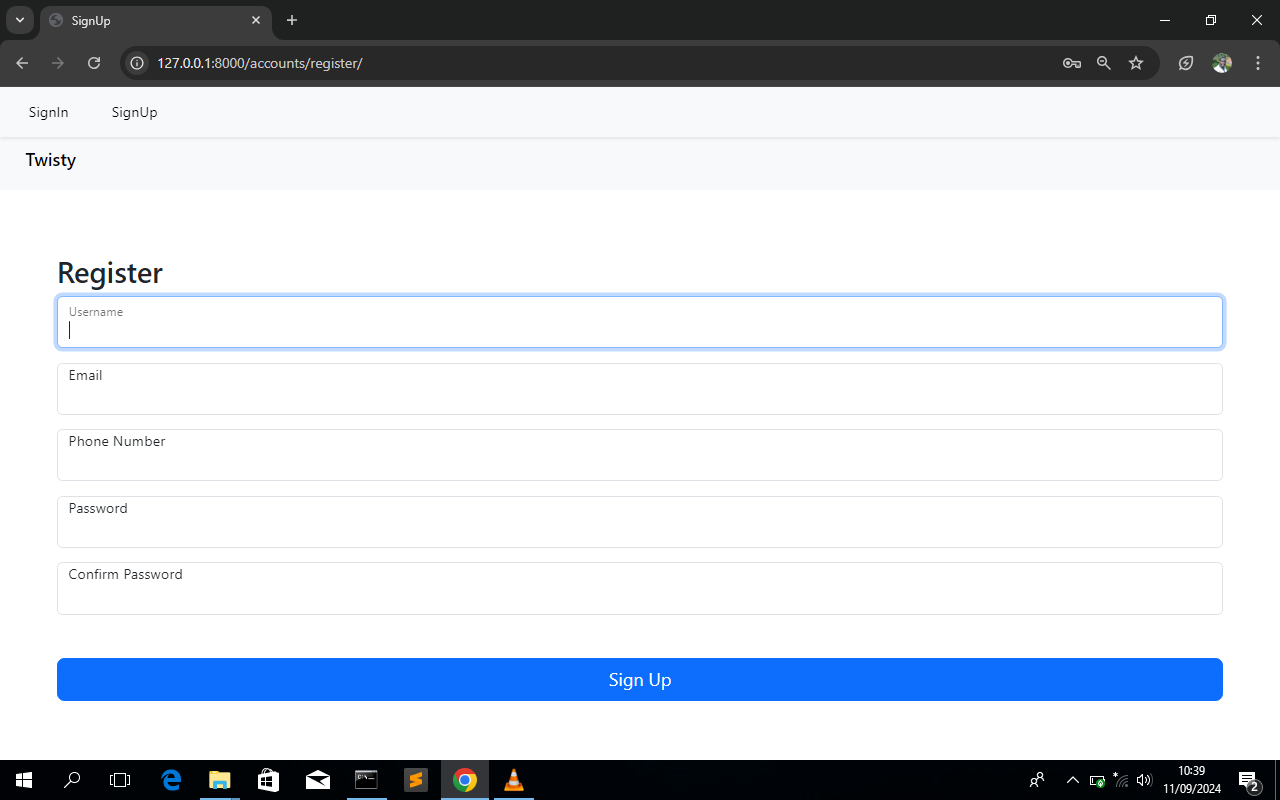 SignUp
127.0.0.1:8000/accounts/register/
SignIn SignUp
Twisty
Register
Username
Email
Phone Number
Password
Confirm Password
Sign Up
10:39
11/09/2024
2